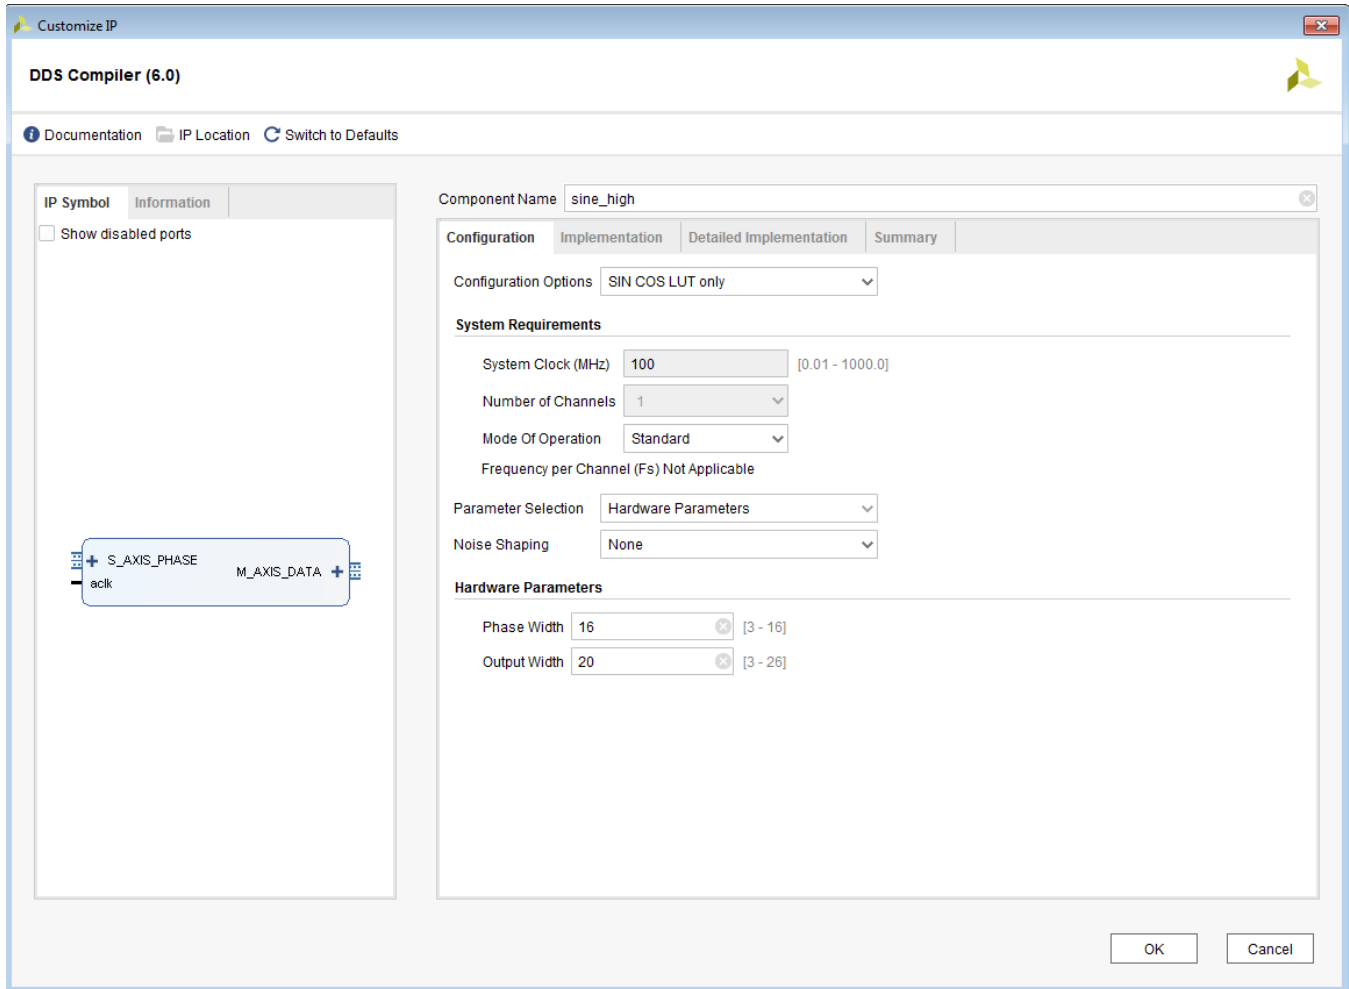 Customize IP
DDS Compiler (6.0)
Documentation IP Location Switch to Defaults
IP Symbol Information
Show disabled ports
S_AXIS_PHASE
aclk
M_AXIS_DATA
Component Name sine_high
Configuration Implementation Detailed Implementation Summary
Configuration Options SIN COS LUT only
System Requirements
System Clock (MHz) 100 [0.01 - 1000.0]
Number of Channels 1
Mode Of Operation Standard
Frequency per Channel (Fs) Not Applicable
Parameter Selection Hardware Parameters
Noise Shaping None
Hardware Parameters
Phase Width 16 [3 - 16]
Output Width 20 [3 - 26]
OK Cancel